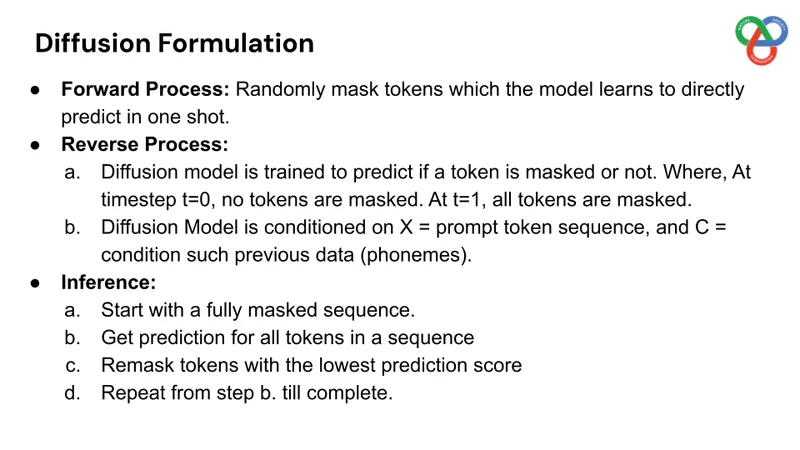 Diffusion Formulation
● Forward Process: Randomly mask tokens which the model learns to directly
predict in one shot.
● Reverse Process:
a. Diffusion model is trained to predict if a token is masked or not. Where, At
timestep t=0, no tokens are masked. At t=1, all tokens are masked.
b. Diffusion Model is conditioned on X = prompt token sequence, and C =
condition such previous data (phonemes).
● Inference:
a. Start with a fully masked sequence.
b. Get prediction for all tokens in a sequence
c. Remask tokens with the lowest prediction score
d. Repeat from step b. till complete.